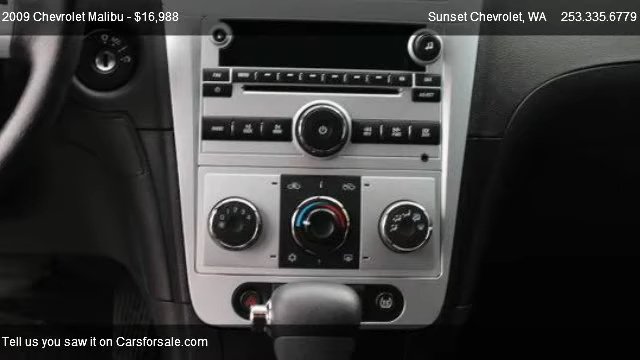 2009 Chevrolet Malibu - $16,988
Sunset Chevrolet, WA 253.335.6779
Tell us you saw it on Carsforsale.com